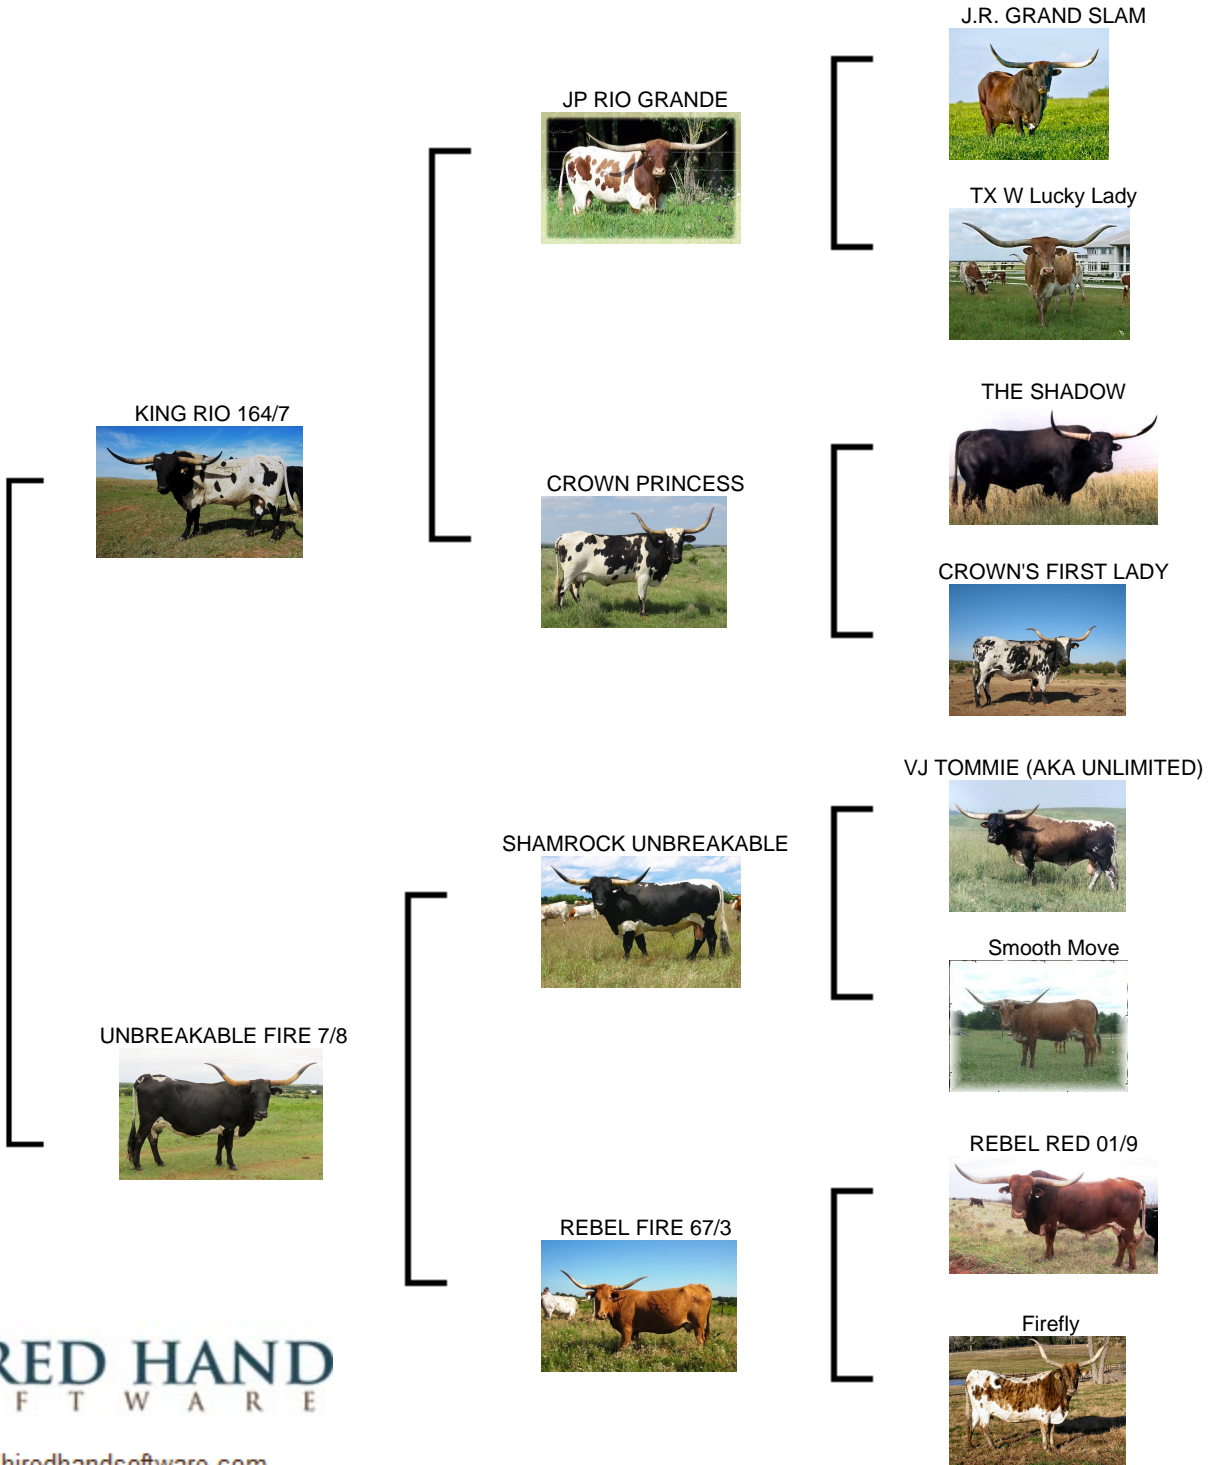 J.R. GRAND SLAM
JP RIO GRANDE
TX W Lucky Lady
THE SHADOW
KING RIO 164/7
CROWN PRINCESS
CROWN'S FIRST LADY
VJ TOMMIE (AKA UNLIMITED)
SHAMROCK UNBREAKABLE
Smooth Move
UNBREAKABLE FIRE 7/8
REBEL RED 01/9
REBEL FIRE 67/3
Firefly
RED HAND
F T W A R E
hiredhandsoftware.com